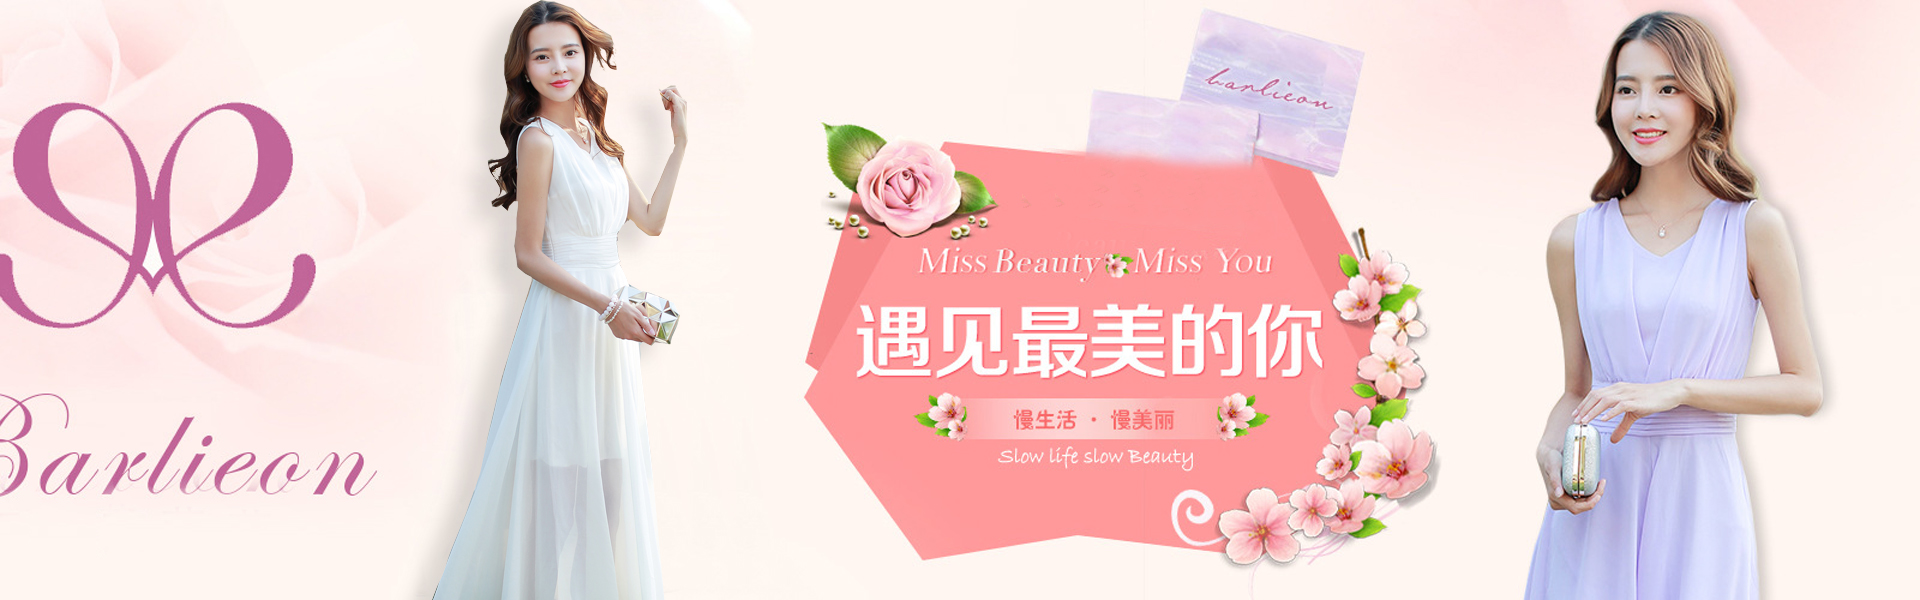 Barlieon
barlieon
Miss Beauty Miss You
遇见最美的你
慢生活 · 慢美丽
Slow life slow Beauty